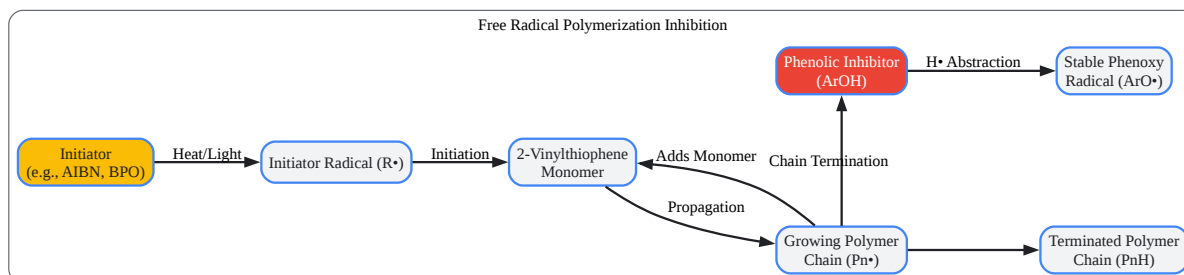 Free Radical Polymerization Inhibition
Phenolic Inhibitor
(ArOH)
H• Abstraction
Stable Phenoxy
Radical (ArO•)
Initiator
(e.g., AIBN, BPO)
Heat/Light
Initiator Radical (R•)
Initiation
2-Vinylthiophene
Monomer
Adds Monomer
Chain Termination
Propagation
Growing Polymer
Chain (Pn•)
Terminated Polymer
Chain (PnH)